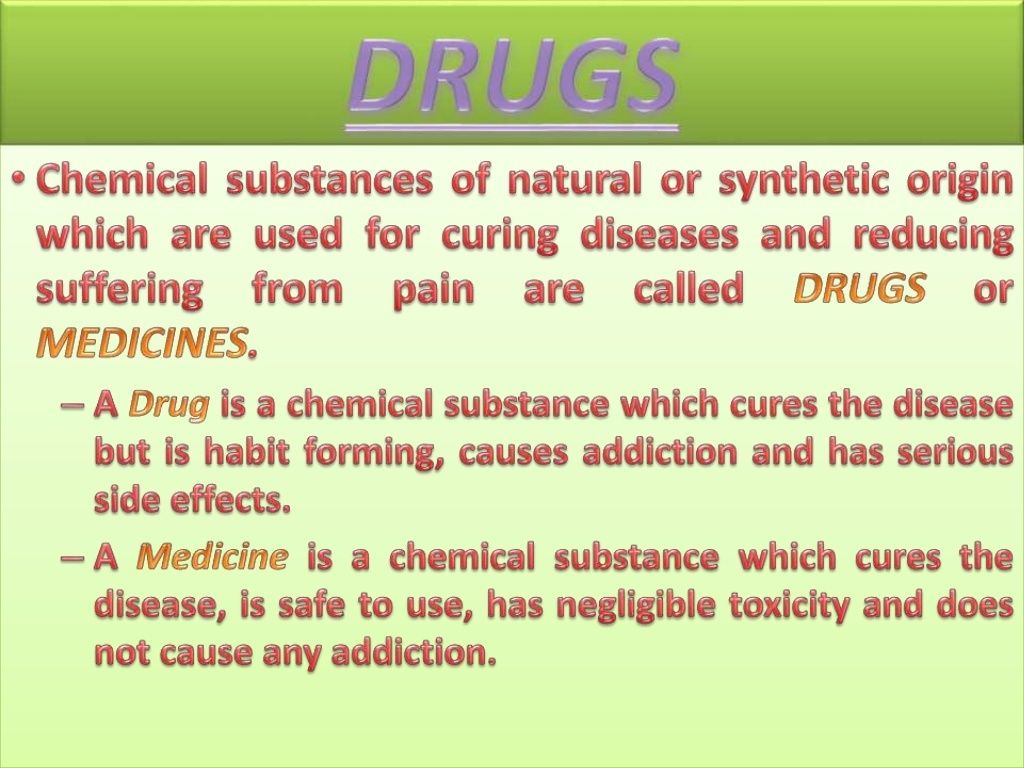 DRUGS
• Chemical substances of natural or synthetic origin
which are used for curing diseases and reducing
suffering from pain are called DRUGS or
MEDICINES.
– A Drug is a chemical substance which cures the disease
but is habit forming, causes addiction and has serious
side effects.
– A Medicine is a chemical substance which cures the
disease, is safe to use, has negligible toxicity and does
not cause any addiction.